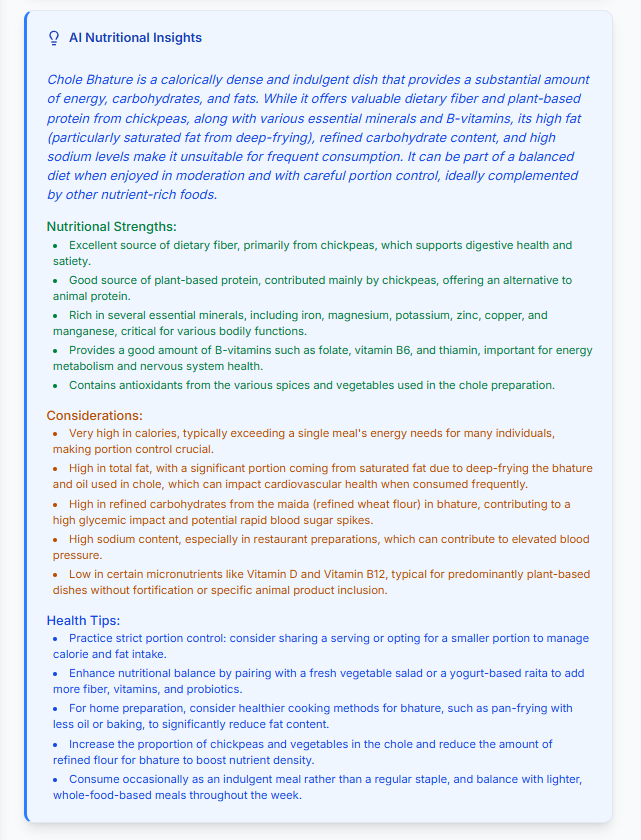 AI Nutritional Insights
Chole Bhature is a calorically dense and indulgent dish that provides a substantial amount
of energy, carbohydrates, and fats. While it offers valuable dietary fiber and plant-based
protein from chickpeas, along with various essential minerals and B-vitamins, its high fat
(particularly saturated fat from deep-frying), refined carbohydrate content, and high
sodium levels make it unsuitable for frequent consumption. It can be part of a balanced
diet when enjoyed in moderation and with careful portion control, ideally complemented
by other nutrient-rich foods.
Nutritional Strengths:
• Excellent source of dietary fiber, primarily from chickpeas, which supports digestive health and
satiety.
• Good source of plant-based protein, contributed mainly by chickpeas, offering an alternative to
animal protein.
• Rich in several essential minerals, including iron, magnesium, potassium, zinc, copper, and
manganese, critical for various bodily functions.
• Provides a good amount of B-vitamins such as folate, vitamin B6, and thiamin, important for energy
metabolism and nervous system health.
• Contains antioxidants from the various spices and vegetables used in the chole preparation.
Considerations:
• Very high in calories, typically exceeding a single meal's energy needs for many individuals,
making portion control crucial.
• High in total fat, with a significant portion coming from saturated fat due to deep-frying the bhature
and oil used in chole, which can impact cardiovascular health when consumed frequently.
• High in refined carbohydrates from the maida (refined wheat flour) in bhature, contributing to a
high glycemic impact and potential rapid blood sugar spikes.
• High sodium content, especially in restaurant preparations, which can contribute to elevated blood
pressure.
• Low in certain micronutrients like Vitamin D and Vitamin B12, typical for predominantly plant-based
dishes without fortification or specific animal product inclusion.
Health Tips:
• Practice strict portion control: consider sharing a serving or opting for a smaller portion to manage
calorie and fat intake.
• Enhance nutritional balance by pairing with a fresh vegetable salad or a yogurt-based raita to add
more fiber, vitamins, and probiotics.
• For home preparation, consider healthier cooking methods for bhature, such as pan-frying with
less oil or baking, to significantly reduce fat content.
• Increase the proportion of chickpeas and vegetables in the chole and reduce the amount of
refined flour for bhature to boost nutrient density.
• Consume occasionally as an indulgent meal rather than a regular staple, and balance with lighter,
whole-food-based meals throughout the week.